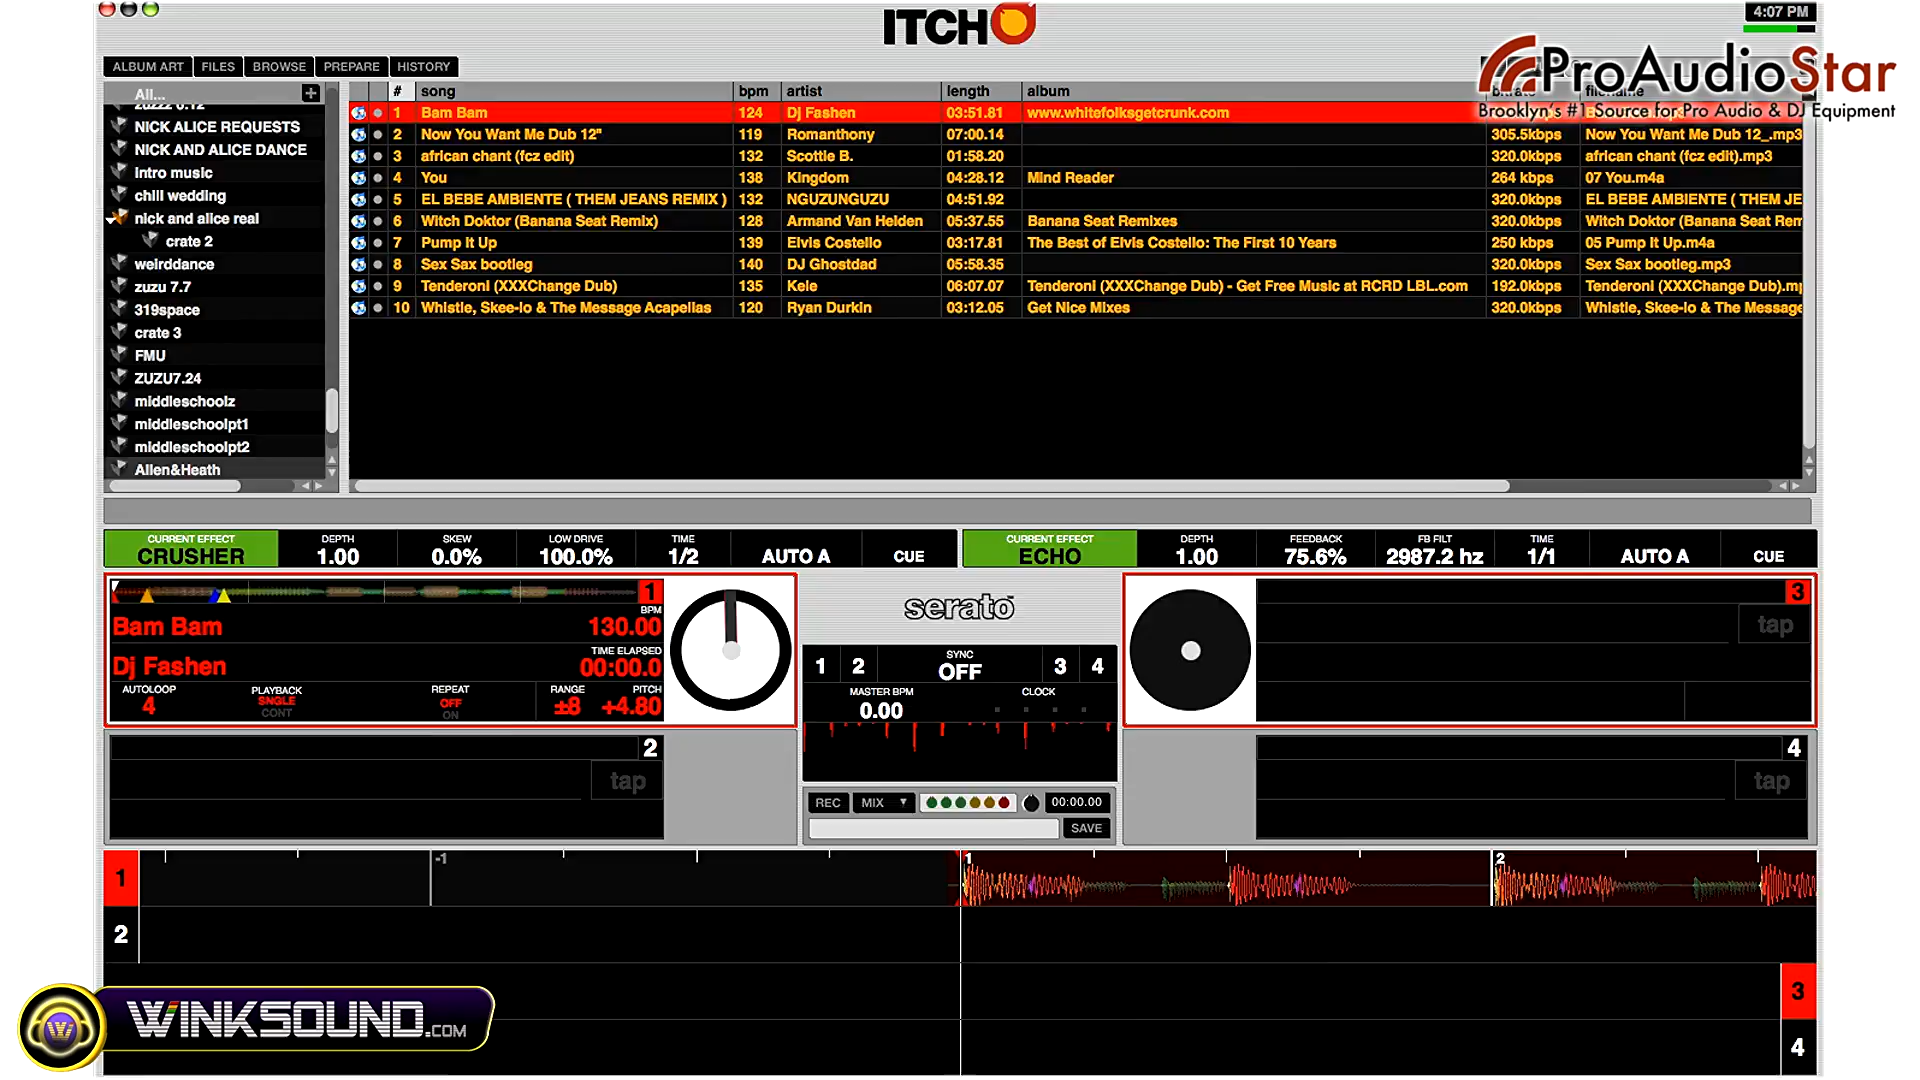 ITCH
4:07 PM
ProAudioStar
Brooklyn's #1 Source for Pro Audio & DJ Equipment
ALBUM ART FILES BROWSE PREPARE HISTORY
All...
zuzzz 6.12
NICK ALICE REQUESTS
NICK AND ALICE DANCE
intro music
chill wedding
nick and alice real
crate 2
weirddance
zuzu 7.7
319space
crate 3
FMU
ZUZU7.24
middleschoolz
middleschoolpt1
middleschoolpt2
Allen&Heath
# song bpm artist length album bitrate filename
1 Bam Bam 124 Dj Fashen 03:51.81 www.whitefolksgetcrunk.com
2 Now You Want Me Dub 12" 119 Romanthony 07:00.14 305.5kbps Now You Want Me Dub 12_.mp3
3 african chant (fcz edit) 132 Scottie B. 01:58.20 320.0kbps african chant (fcz edit).mp3
4 You 138 Kingdom 04:28.12 Mind Reader 264 kbps 07 You.m4a
5 EL BEBE AMBIENTE ( THEM JEANS REMIX ) 132 NGUZUNGUZU 04:51.92 320.0kbps EL BEBE AMBIENTE ( THEM JE
6 Witch Doktor (Banana Seat Remix) 128 Armand Van Helden 05:37.55 Banana Seat Remixes 320.0kbps Witch Doktor (Banana Seat Rem
7 Pump It Up 139 Elvis Costello 03:17.81 The Best of Elvis Costello: The First 10 Years 250 kbps 05 Pump It Up.m4a
8 Sex Sax bootleg 140 DJ Ghostdad 05:58.35 320.0kbps Sex Sax bootleg.mp3
9 Tenderoni (XXXChange Dub) 135 Kele 06:07.07 Tenderoni (XXXChange Dub) - Get Free Music at RCRD LBL.com 192.0kbps Tenderoni (XXXChange Dub).mp
10 Whistle, Skee-lo & The Message Acapellas 120 Ryan Durkin 03:12.05 Get Nice Mixes 320.0kbps Whistle, Skee-lo & The Message
CURRENT EFFECT DEPTH SKEW LOW DRIVE TIME
CRUSHER 1.00 0.0% 100.0% 1/2 AUTO A CUE
CURRENT EFFECT DEPTH FEEDBACK FB FILT TIME
ECHO 1.00 75.6% 2987.2 hz 1/1 AUTO A CUE
1
BPM
Bam Bam 130.00
TIME ELAPSED
Dj Fashen 00:00.0
AUTOLOOP PLAYBACK REPEAT RANGE PITCH
4 SNGLE OFF ±8 +4.80
CONT ON
serato
1 2 SYNC OFF 3 4
MASTER BPM CLOCK
0.00
REC MIX 00:00.00
SAVE
3
tap
2
tap
4
tap
1 -1 1 2
2
3
4
WINKSOUND.COM
W